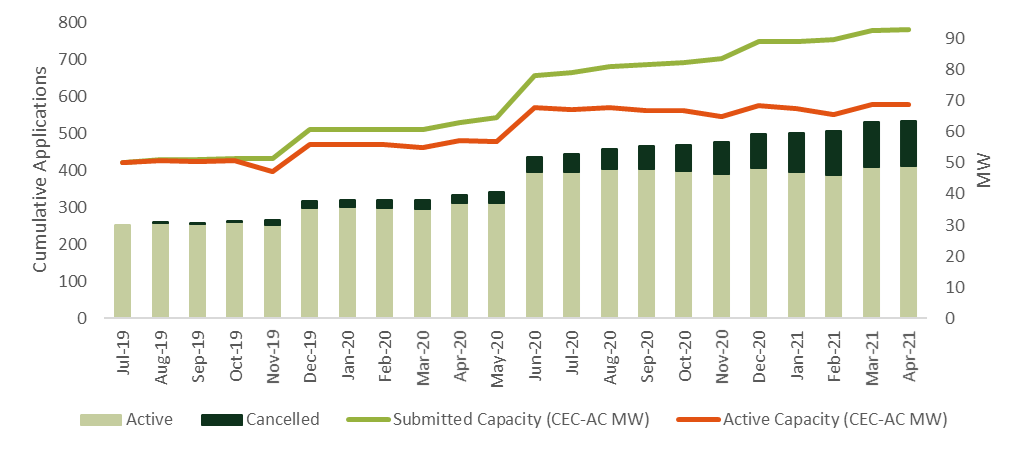 Cumulative Applications
800
700
600
500
400
300
200
100
0
90
80
70
60
50
40
30
20
10
0
MW
Jul-19
Aug-19
Sep-19
Oct-19
Nov-19
Dec-19
Jan-20
Feb-20
Mar-20
Apr-20
May-20
Jun-20
Jul-20
Aug-20
Sep-20
Oct-20
Nov-20
Dec-20
Jan-21
Feb-21
Mar-21
Apr-21
Active
Cancelled
Submitted Capacity (CEC-AC MW)
Active Capacity (CEC-AC MW)